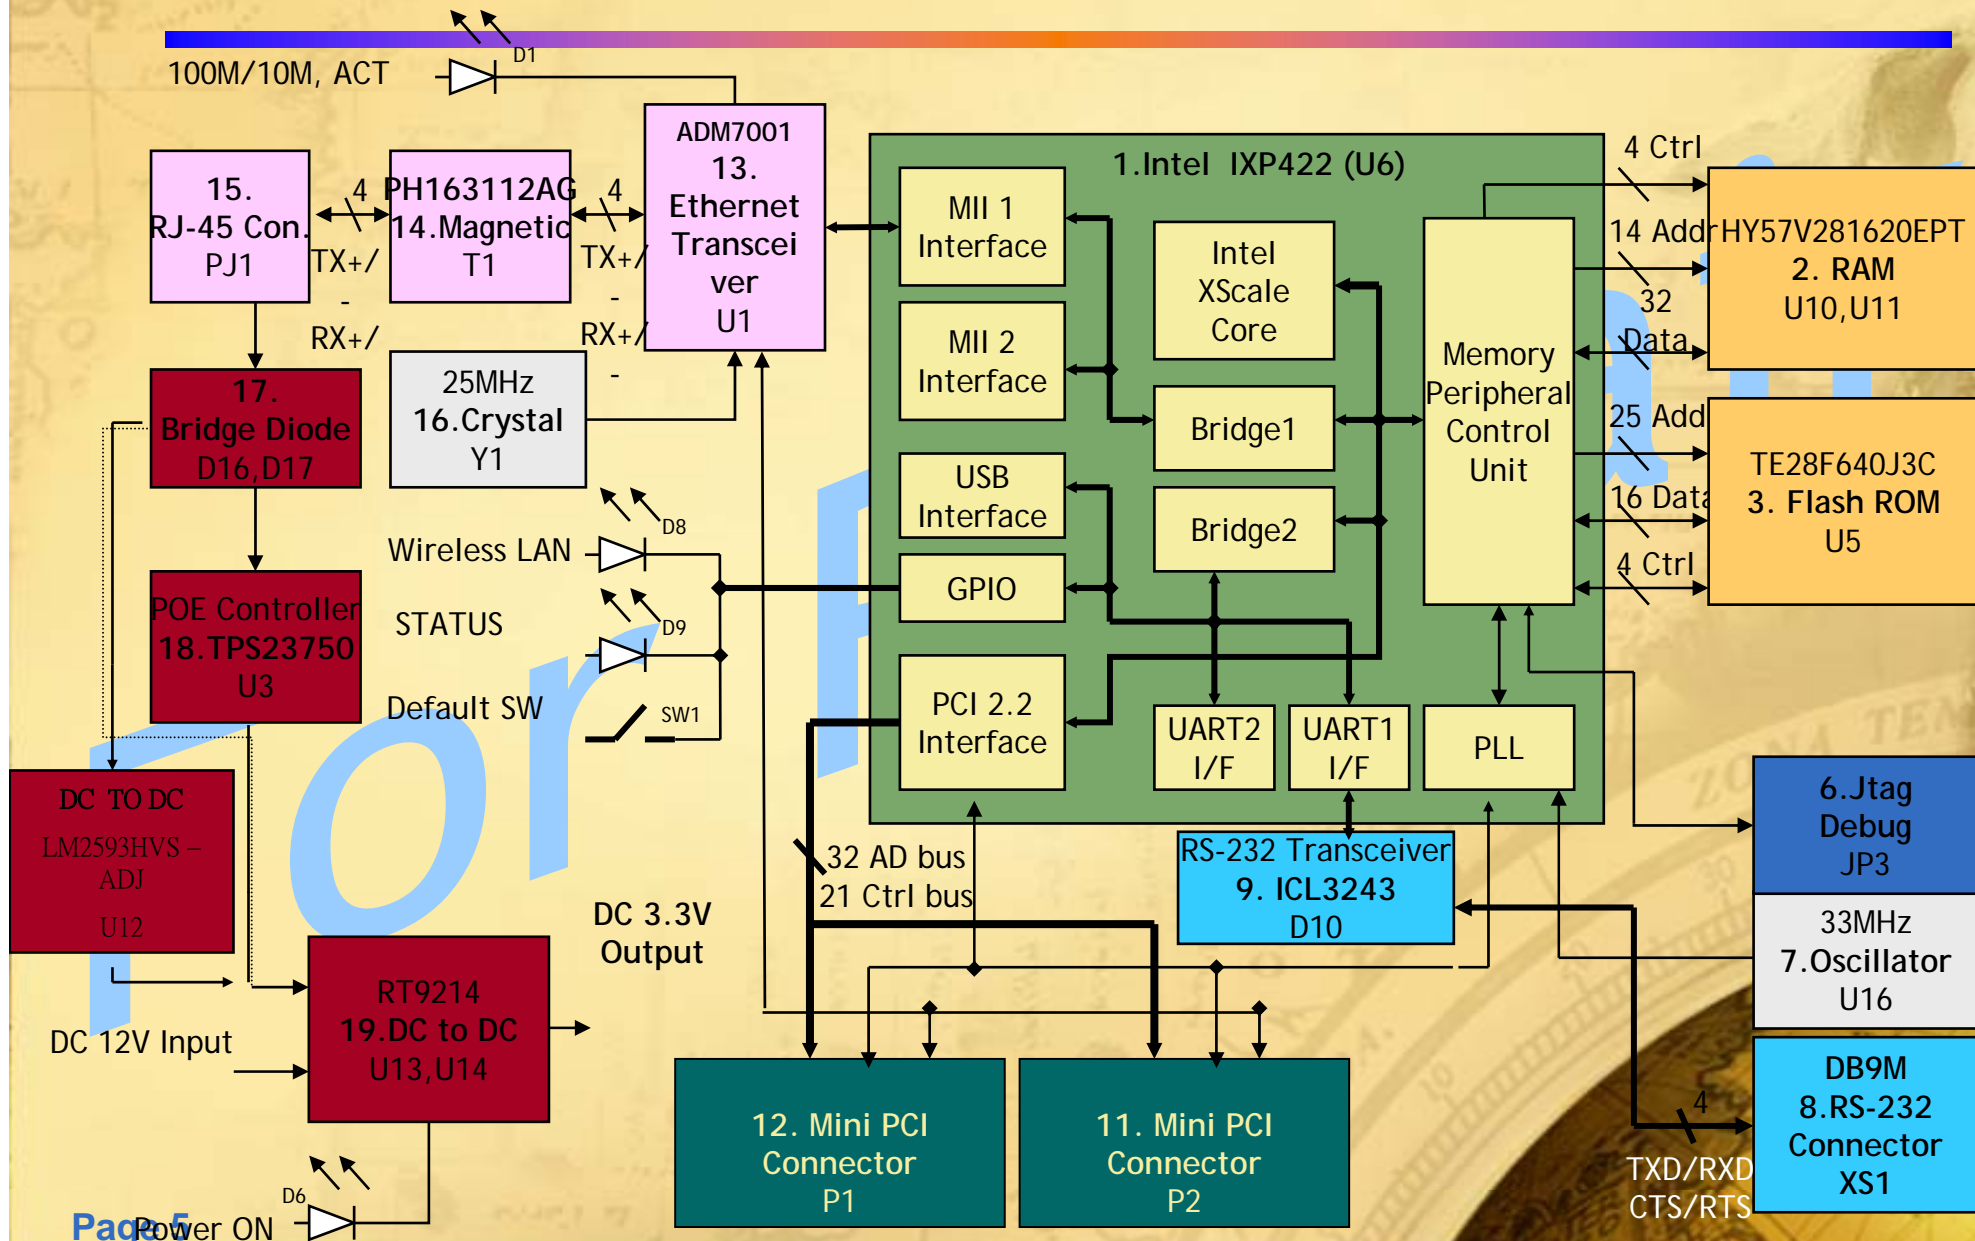 D1
100M/10M, ACT
ADM7001
13.
Ethernet
Transcei
ver
U1
15.
RJ-45 Con.
PJ1
4
TX+/
-
RX+/
PH163112AG
14.Magnetic
T1
4
TX+/
-
RX+/
-
25MHz
16.Crystal
Y1
17.
Bridge Diode
D16,D17
POE Controller
18.TPS23750
U3
DC TO DC
LM2593HVS –
ADJ
U12
DC 12V Input
RT9214
19.DC to DC
U13,U14
DC 3.3V
Output
D6
Power ON
Page 5
Wireless LAN
D8
STATUS
D9
Default SW
SW1
1.Intel IXP422 (U6)
MII 1
Interface
MII 2
Interface
USB
Interface
GPIO
PCI 2.2
Interface
Intel
XScale
Core
Bridge1
Bridge2
UART2
I/F
UART1
I/F
Memory
Peripheral
Control
Unit
PLL
4 Ctrl
14 Addr
32
Data
HY57V281620EPT
2. RAM
U10,U11
25 Add
16 Data
4 Ctrl
TE28F640J3C
3. Flash ROM
U5
32 AD bus
21 Ctrl bus
RS-232 Transceiver
9. ICL3243
D10
6.Jtag
Debug
JP3
33MHz
7.Oscillator
U16
DB9M
8.RS-232
Connector
XS1
4
TXD/RXD
CTS/RTS
12. Mini PCI
Connector
P1
11. Mini PCI
Connector
P2
For
ZONA TEM